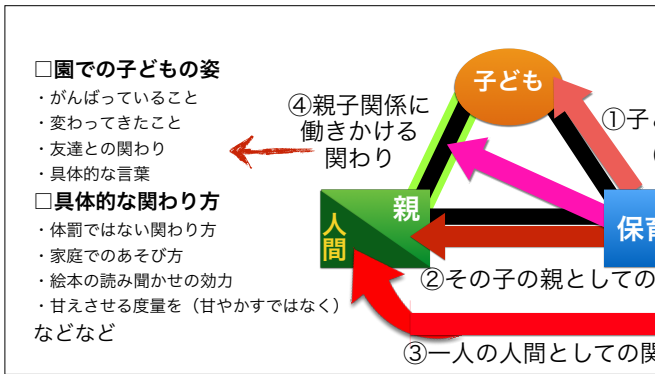 □園での子どもの姿
・がんばっていること
・変わってきたこと
・友達との関わり
・具体的な言葉
□具体的な関わり方
・体罰ではない関わり方
・家庭でのあそび方
・絵本の読み聞かせの効力
・甘えさせる度量を（甘やかすではなく）
などなど
④親子関係に
働きかける
関わり
子ども
①子
親
人間
保育
②その子の親としての
③一人の人間としての関